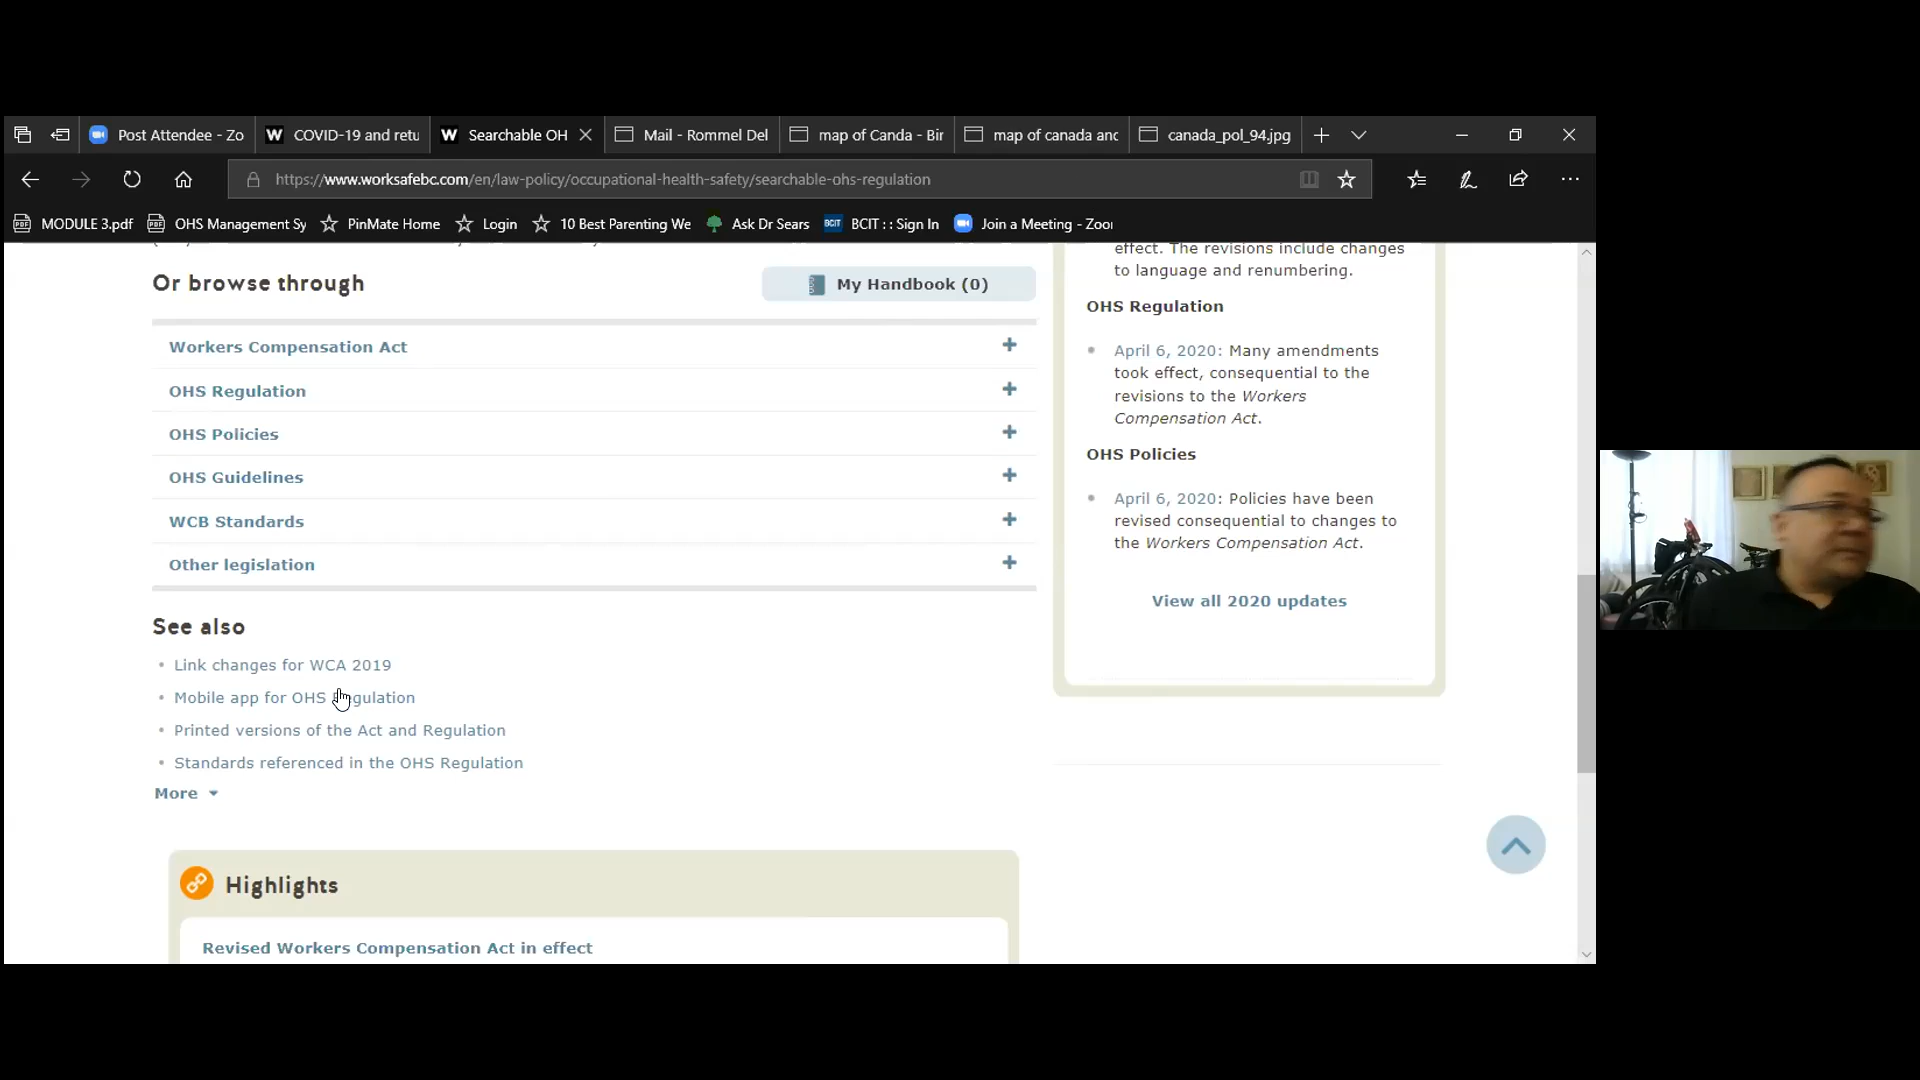 Post Attendee - Zo
COVID-19 and retu
Searchable OH
Mail - Rommel Del
map of Canda - Bir
map of canada anc
canada_pol_94.jpg
https://www.worksafebc.com/en/law-policy/occupational-health-safety/searchable-ohs-regulation
MODULE 3.pdf
OHS Management Sy
PinMate Home
Login
10 Best Parenting We
Ask Dr Sears
BCIT
BCIT : : Sign In
Join a Meeting - Zoor
Or browse through
My Handbook (0)
Workers Compensation Act
OHS Regulation
OHS Policies
OHS Guidelines
WCB Standards
Other legislation
See also
• Link changes for WCA 2019
• Mobile app for OHS Regulation
• Printed versions of the Act and Regulation
• Standards referenced in the OHS Regulation
More
Highlights
Revised Workers Compensation Act in effect
effect. The revisions include changes
to language and renumbering.
OHS Regulation
• April 6, 2020: Many amendments
took effect, consequential to the
revisions to the Workers
Compensation Act.
OHS Policies
• April 6, 2020: Policies have been
revised consequential to changes to
the Workers Compensation Act.
View all 2020 updates